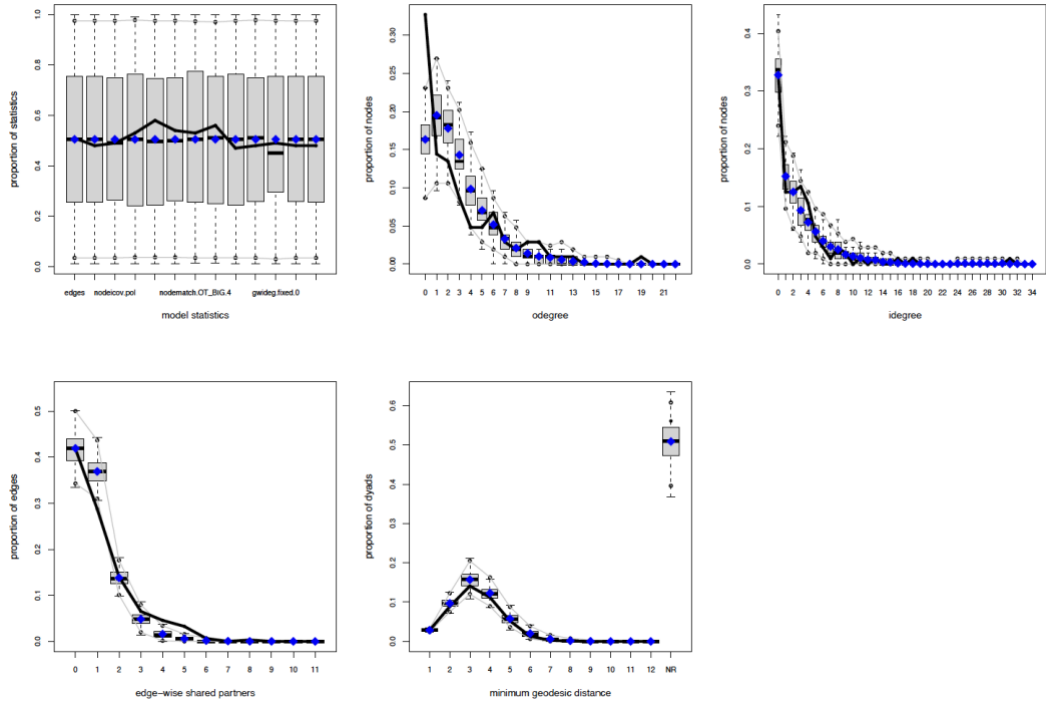 proportion of statistics
0.0 0.2 0.4 0.6 0.8 1.0
edges nodeicov.pol nodematch.OT_BIG.4 gwideg.fixed.0
model statistics
proportion of nodes
0.00 0.05 0.10 0.15 0.20 0.25 0.30
0 1 2 3 4 5 6 7 8 9 11 13 15 17 19 21
odegree
proportion of nodes
0.0 0.1 0.2 0.3 0.4
0 2 4 6 8 10 12 14 16 18 20 22 24 26 28 30 32 34
idegree
proportion of edges
0.0 0.1 0.2 0.3 0.4 0.5
0 1 2 3 4 5 6 7 8 9 10 11
edge-wise shared partners
proportion of dyads
0.0 0.1 0.2 0.3 0.4 0.5 0.6
1 2 3 4 5 6 7 8 9 10 11 12 NR
minimum geodesic distance